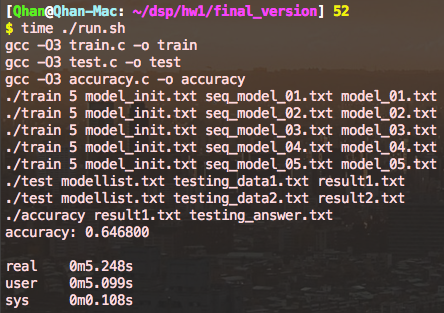 [Qhan@Qhan-Mac: ~/dsp/hw1/final_version] 52
$ time ./run.sh
gcc -O3 train.c -o train
gcc -O3 test.c -o test
gcc -O3 accuracy.c -o accuracy
./train 5 model_init.txt seq_model_01.txt model_01.txt
./train 5 model_init.txt seq_model_02.txt model_02.txt
./train 5 model_init.txt seq_model_03.txt model_03.txt
./train 5 model_init.txt seq_model_04.txt model_04.txt
./train 5 model_init.txt seq_model_05.txt model_05.txt
./test modellist.txt testing_data1.txt result1.txt
./test modellist.txt testing_data2.txt result2.txt
./accuracy result1.txt testing_answer.txt
accuracy: 0.646800
real 0m5.248s
user 0m5.099s
sys 0m0.108s